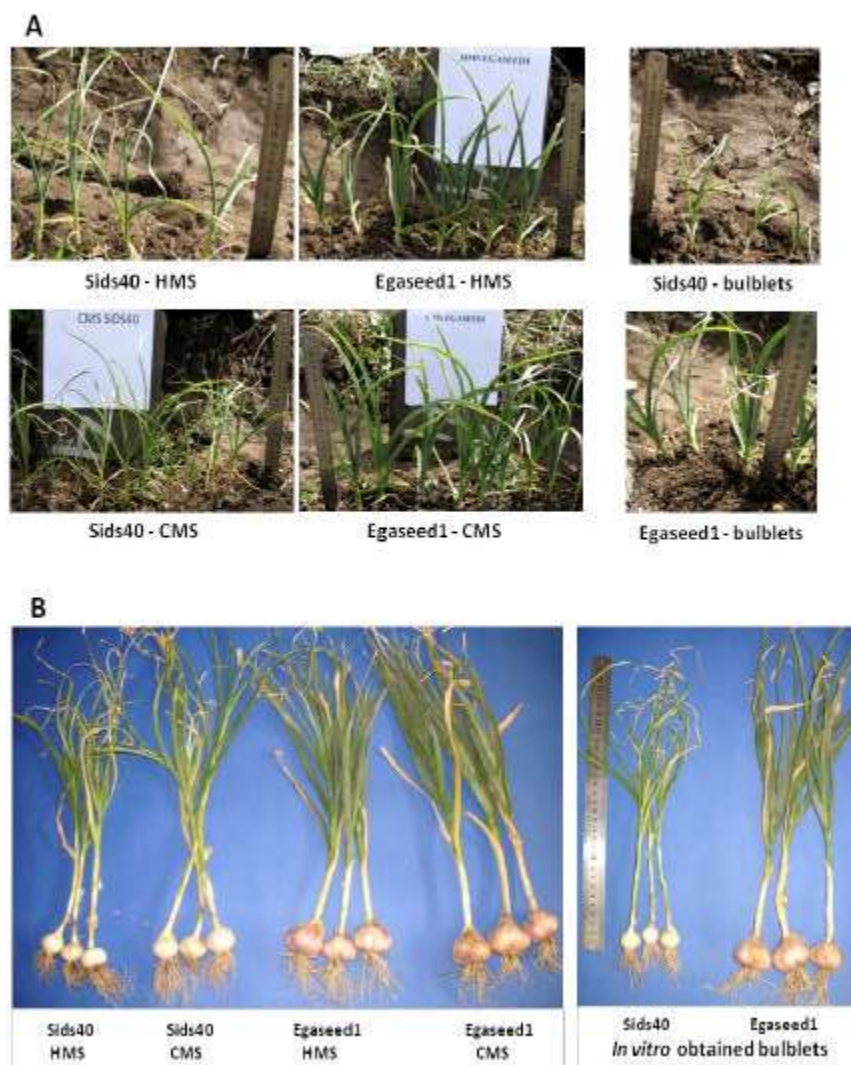 A
Sids40 - HMS
Egaseed1 - HMS
Sids40 - bulblets
CMS SIDS40
Sids40 - CMS
Egaseed1 - CMS
Egaseed1 - bulblets
B
Sids40
HMS
Sids40
CMS
Egaseed1
HMS
Egaseed1
CMS
Sids40
Egaseed1
In vitro obtained bulblets